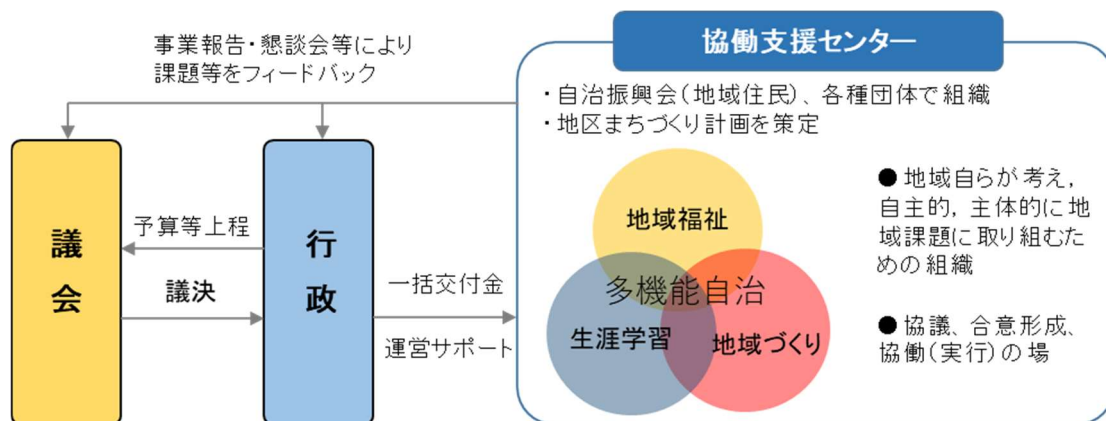 事業報告・懇談会等により
課題等をフィードバック
協働支援センター
・自治振興会(地域住民)、各種団体で組織
・地区まちづくり計画を策定
議会
予算等上程
議決
行政
一括交付金
運営サポート
地域福祉
多機能自治
生涯学習
地域づくり
●地域自らが考え,
自主的,主体的に地
域課題に取り組むた
めの組織
●協議、合意形成、
協働(実行)の場